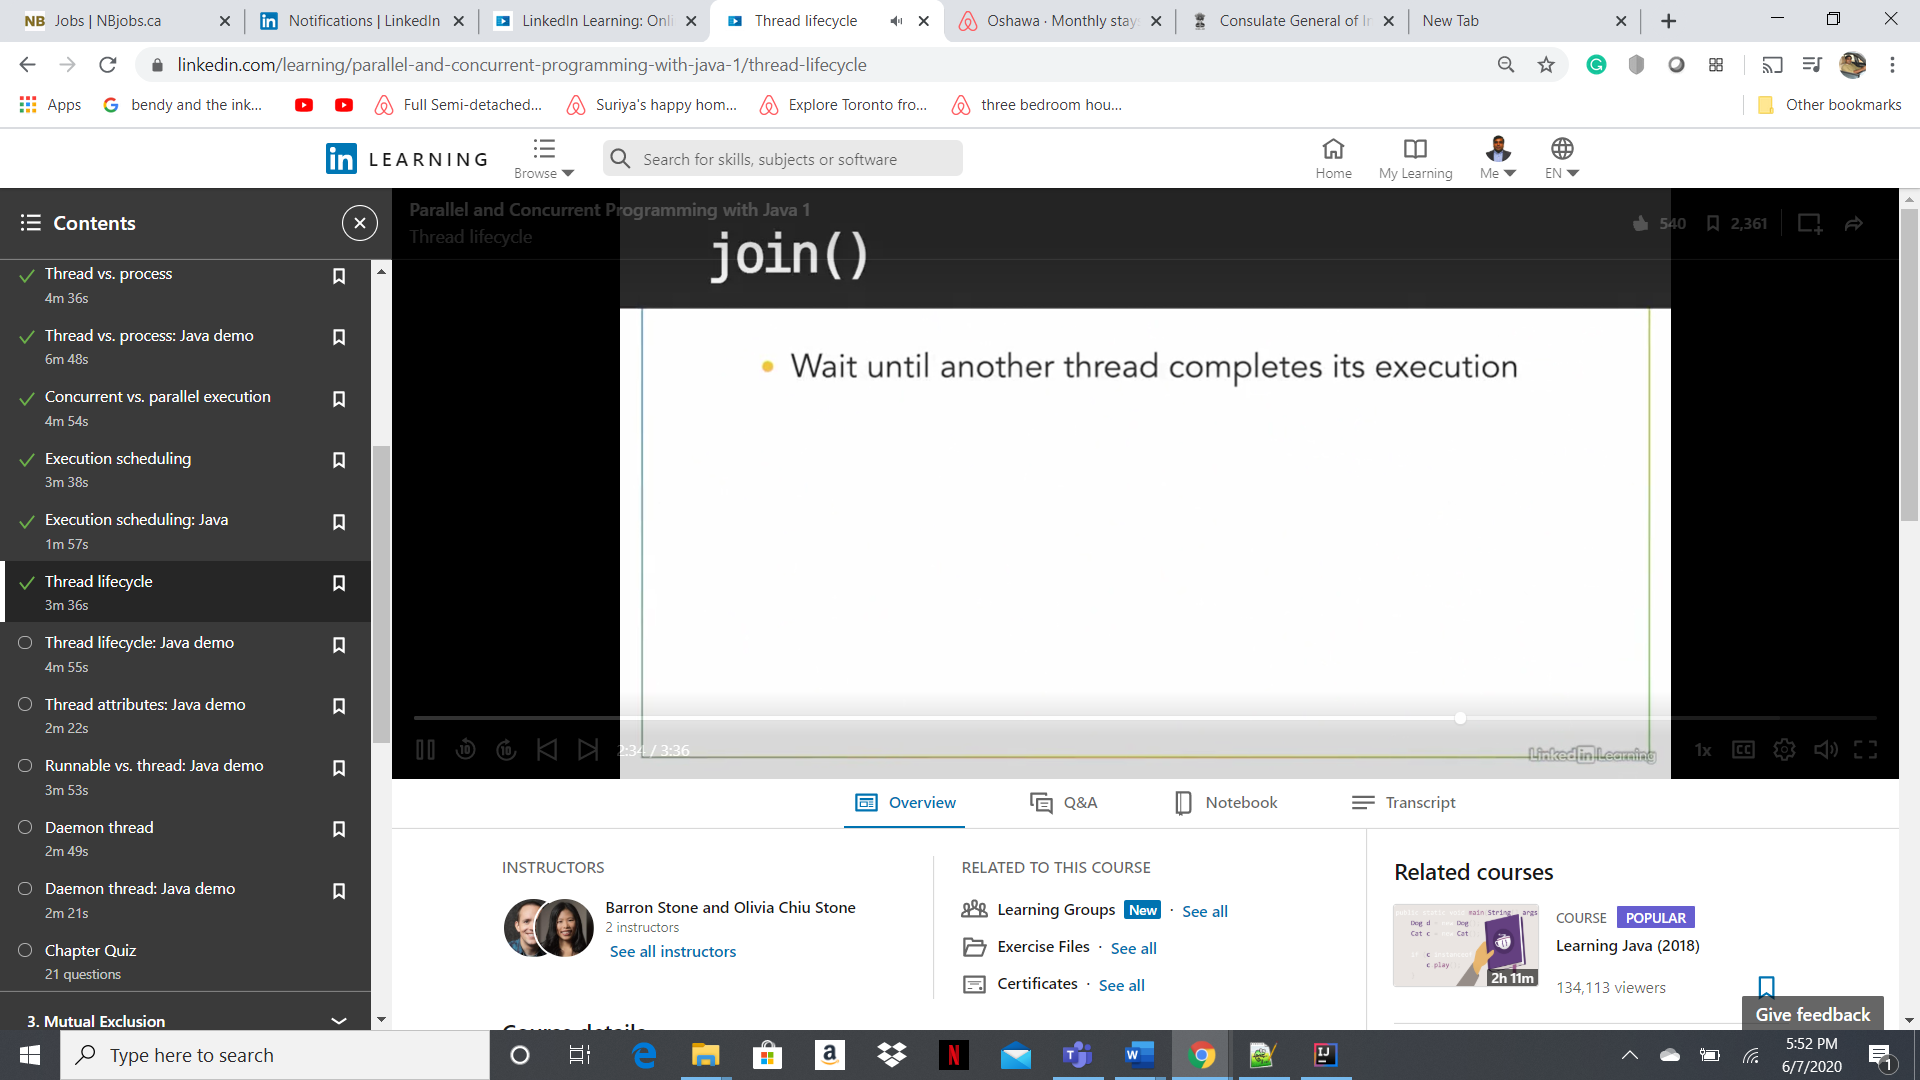 NB Jobs | NBjobs.ca
Notifications | LinkedIn
LinkedIn Learning: Onli
Thread lifecycle
Oshawa · Monthly stay
Consulate General of In
New Tab
linkedin.com/learning/parallel-and-concurrent-programming-with-java-1/thread-lifecycle
Apps
bendy and the ink...
Full Semi-detached...
Suriya's happy hom...
Explore Toronto fro...
three bedroom hou...
Other bookmarks
in LEARNING
Browse
Search for skills, subjects or software
Home
My Learning
Me
EN
Contents
Thread vs. process
4m 36s
Thread vs. process: Java demo
6m 48s
Concurrent vs. parallel execution
4m 54s
Execution scheduling
3m 38s
Execution scheduling: Java
1m 57s
Thread lifecycle
3m 36s
Thread lifecycle: Java demo
4m 55s
Thread attributes: Java demo
2m 22s
Runnable vs. thread: Java demo
3m 53s
Daemon thread
2m 49s
Daemon thread: Java demo
2m 21s
Chapter Quiz
21 questions
3. Mutual Exclusion
Parallel and Concurrent Programming with Java 1
Thread lifecycle
540
2,361
join()
• Wait until another thread completes its execution
10
10
2:34 / 3:36
LinkedIn Learning
1x
CC
Overview
Q&A
Notebook
Transcript
INSTRUCTORS
Barron Stone and Olivia Chiu Stone
2 instructors
See all instructors
RELATED TO THIS COURSE
Learning Groups New · See all
Exercise Files · See all
Certificates · See all
Course details
Related courses
2h 11m
COURSE POPULAR
Learning Java (2018)
134,113 viewers
Give feedback
Type here to search
5:52 PM
6/7/2020
1